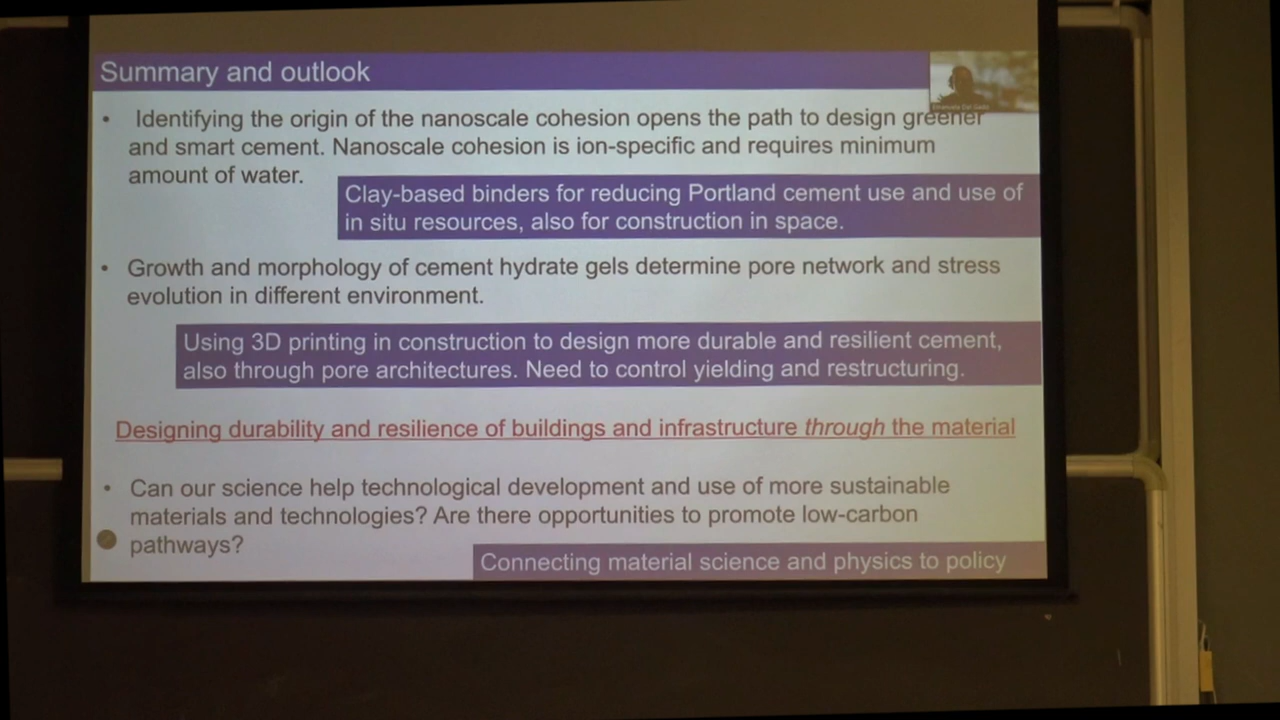 Summary and outlook
Emanuela Del Gado
• Identifying the origin of the nanoscale cohesion opens the path to design greener
and smart cement. Nanoscale cohesion is ion-specific and requires minimum
amount of water.
Clay-based binders for reducing Portland cement use and use of
in situ resources, also for construction in space.
• Growth and morphology of cement hydrate gels determine pore network and stress
evolution in different environment.
Using 3D printing in construction to design more durable and resilient cement,
also through pore architectures. Need to control yielding and restructuring.
Designing durability and resilience of buildings and infrastructure through the material
• Can our science help technological development and use of more sustainable
materials and technologies? Are there opportunities to promote low-carbon
pathways?
Connecting material science and physics to policy